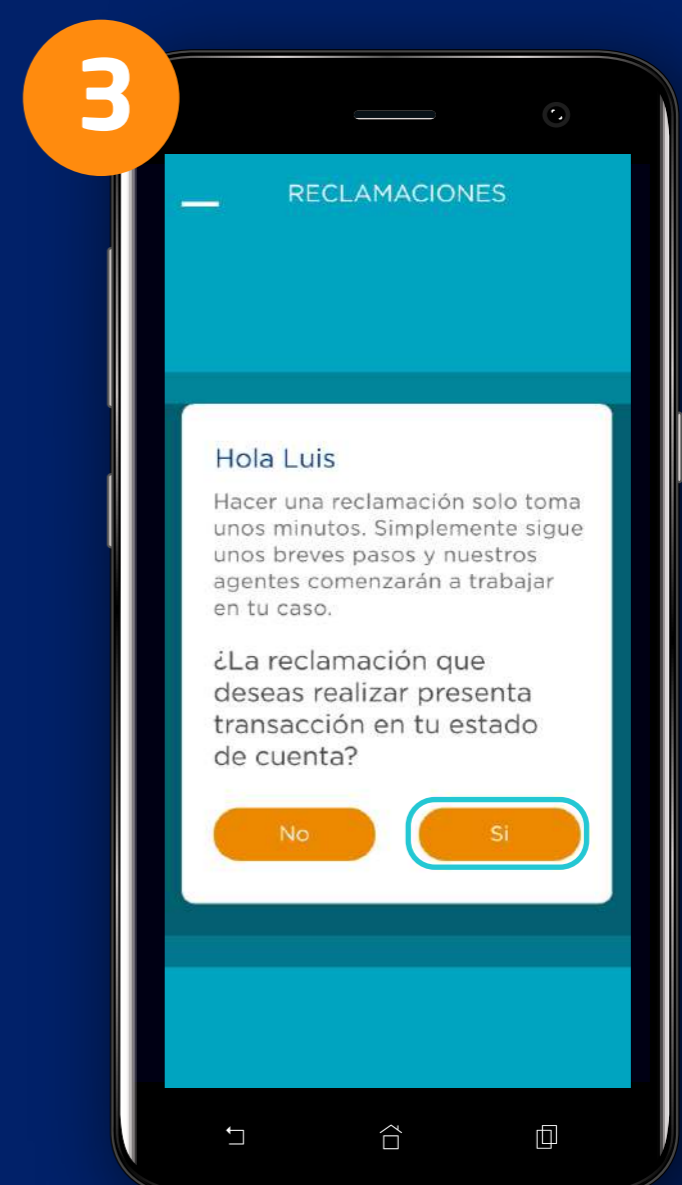 3
RECLAMACIONES
Hola Luis
Hacer una reclamación solo toma
unos minutos. Simplemente sigue
unos breves pasos y nuestros
agentes comenzarán a trabajar
en tu caso.
¿La reclamación que
deseas realizar presenta
transacción en tu estado
de cuenta?
No
Si